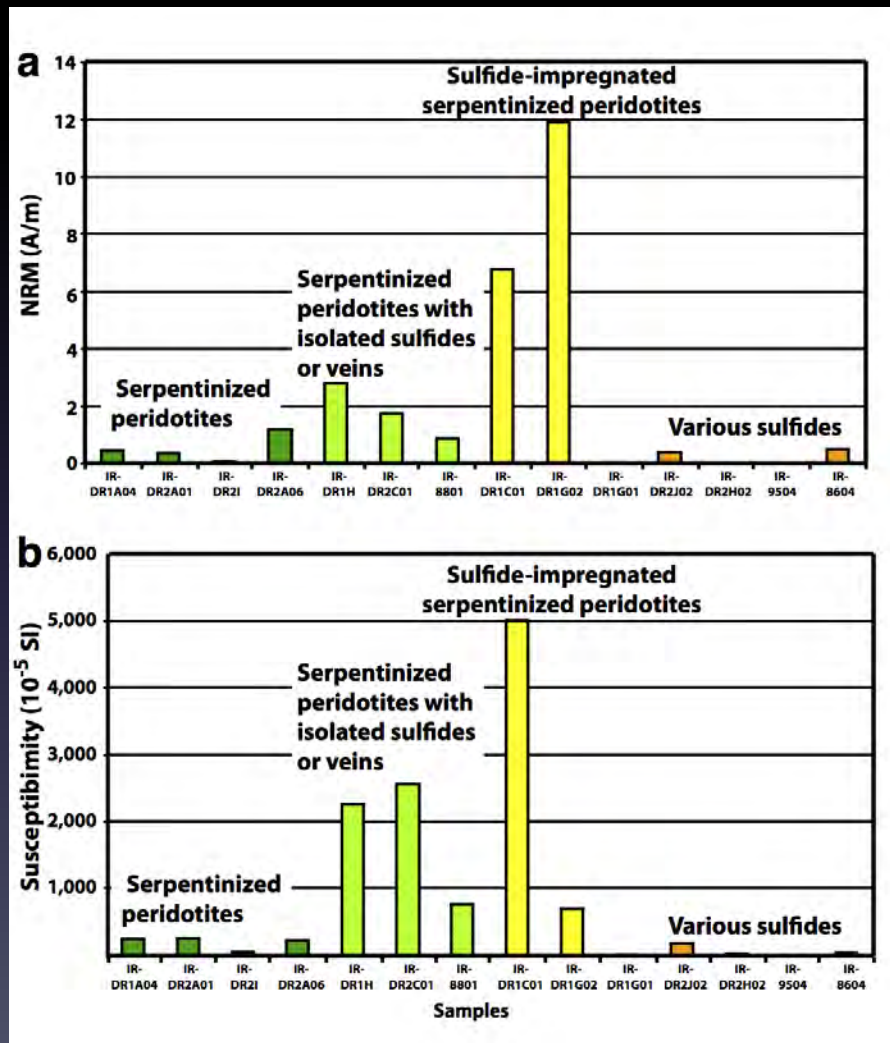 a
14
Sulfide-impregnated
serpentinized peridotites
12
10
8
NRM (A/m)
Serpentinized
peridotites with
isolated sulfides
or veins
6
4
Serpentinized
peridotites
2
Various sulfides
0
IR-DR1A04
IR-DR2A01
IR-DR2I
IR-DR2A06
IR-DR1H
IR-DR2C01
IR-8801
IR-DR1C01
IR-DR1G02
IR-DR1G01
IR-DR2J02
IR-DR2H02
IR-9504
IR-8604
b
6,000
Sulfide-impregnated
serpentinized peridotites
5,000
Susceptibimity (10⁻⁵ SI)
4,000
Serpentinized
peridotites with
isolated sulfides
or veins
3,000
2,000
1,000
Serpentinized
peridotites
Various sulfides
IR-DR1A04
IR-DR2A01
IR-DR2I
IR-DR2A06
IR-DR1H
IR-DR2C01
IR-8801
IR-DR1C01
IR-DR1G02
IR-DR1G01
IR-DR2J02
IR-DR2H02
IR-9504
IR-8604
Samples